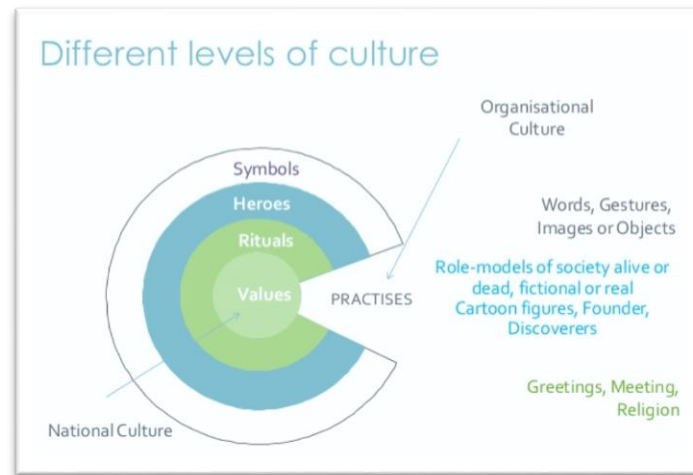 Different levels of culture
Organisational
Culture
Symbols
Heroes
Rituals
Values
PRACTISES
Words, Gestures,
Images or Objects
Role-models of society alive or
dead, fictional or real
Cartoon figures, Founder,
Discoverers
Greetings, Meeting,
Religion
National Culture